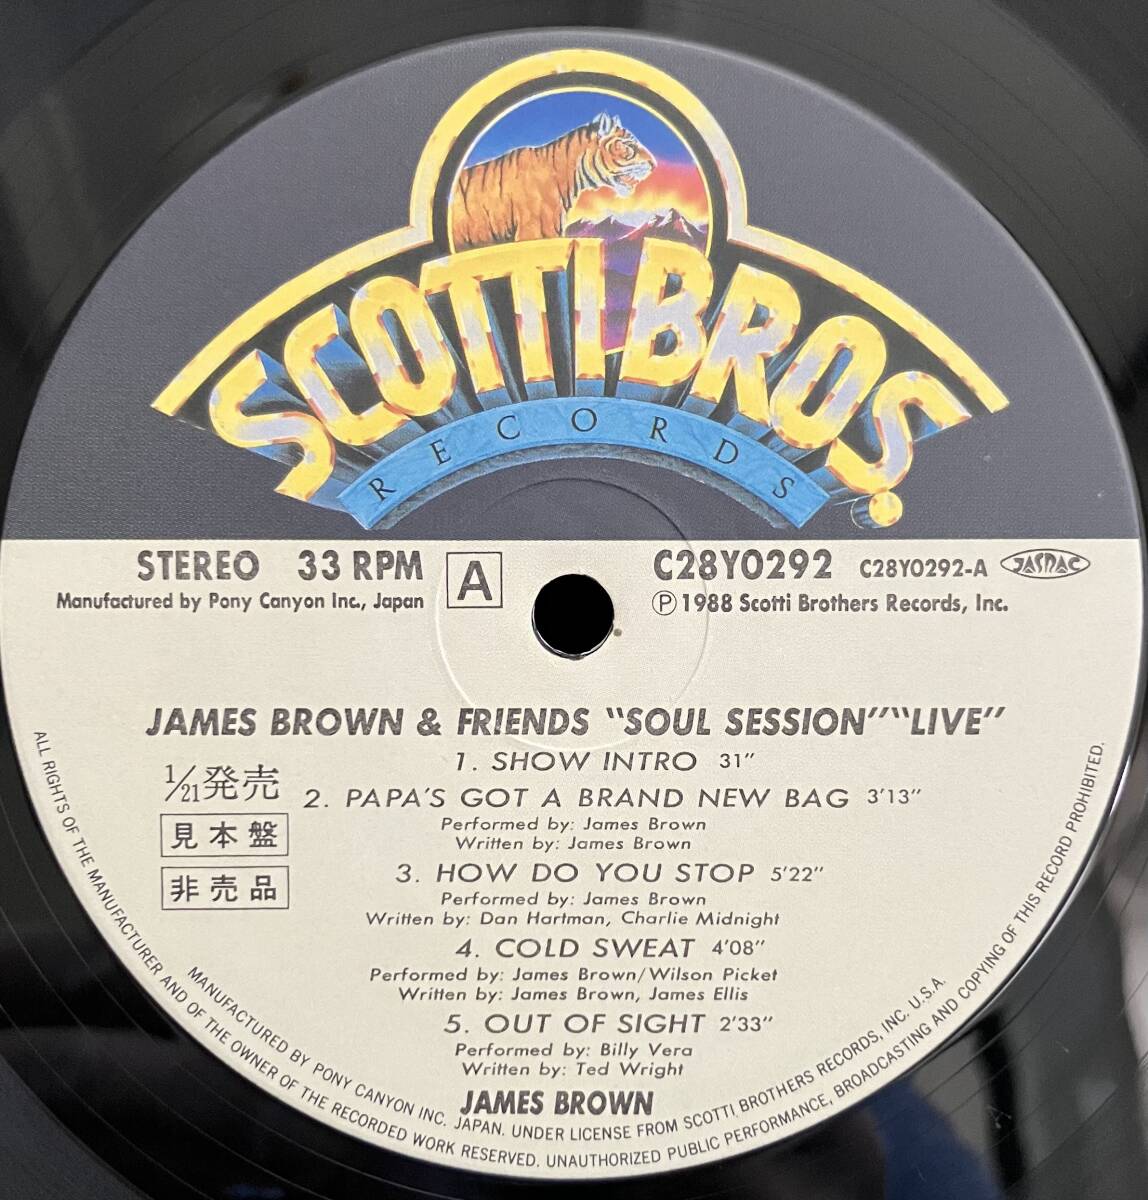 SCOTTI BROS.
RECORDS
STEREO 33 RPM A C28Y0292 C28Y0292-A JASRAC
Manufactured by Pony Canyon Inc., Japan
Ⓟ 1988 Scotti Brothers Records, Inc.
JAMES BROWN & FRIENDS "SOUL SESSION""LIVE"
1. SHOW INTRO 31"
1/21発売
2. PAPA'S GOT A BRAND NEW BAG 3'13"
見本盤
Performed by: James Brown
Written by: James Brown
非売品
3. HOW DO YOU STOP 5'22"
Performed by: James Brown
Written by: Dan Hartman, Charlie Midnight
4. COLD SWEAT 4'08"
Performed by: James Brown/Wilson Picket
Written by: James Brown, James Ellis
5. OUT OF SIGHT 2'33"
Performed by: Billy Vera
Written by: Ted Wright
JAMES BROWN
MANUFACTURED BY PONY CANYON INC. JAPAN. UNDER LICENSE FROM SCOTTI BROTHERS RECORDS, INC. U.S.A.
ALL RIGHTS OF THE MANUFACTURER AND OF THE OWNER OF THE RECORDED WORK RESERVED. UNAUTHORIZED PUBLIC PERFORMANCE, BROADCASTING AND COPYING OF THIS RECORD PROHIBITED.